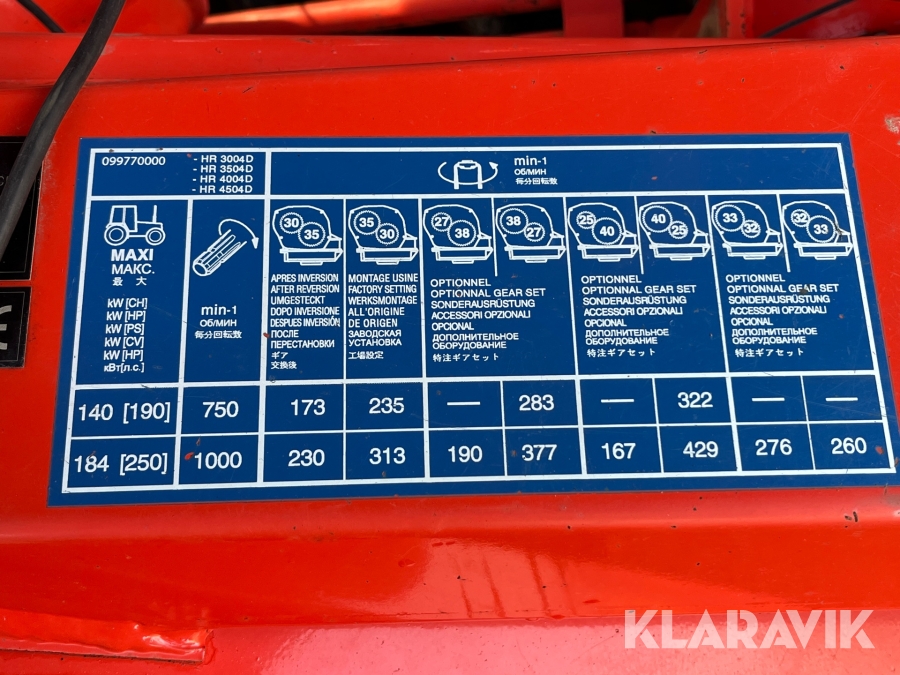 099770000
- HR 3004D
- HR 3504D
- HR 4004D
- HR 4504D
min-1
ОБ/МИН
毎分回転数
MAXI
МАКС.
最 大
kW [CH]
kW [HP]
kW [PS]
kW [CV]
kW [HP]
кВт[л.с.]
min-1
ОБ/МИН
毎分回転数
30
35
APRES INVERSION
AFTER REVERSION
UMGESTECKT
DOPO INVERSIONE
DESPUES INVERSIÓN
ПОСЛЕ
ПЕРЕСТАНОВКИ
ギア
交換後
35
30
MONTAGE USINE
FACTORY SETTING
WERKSMONTAGE
ALL'ORIGINE
DE ORIGEN
ЗАВОДСКАЯ
УСТАНОВКА
工場設定
27
38
38
27
OPTIONNEL
OPTIONNAL GEAR SET
SONDERAUSRÜSTUNG
ACCESSORI OPZIONALI
OPCIONAL
ДОПОЛНИТЕЛЬНОЕ
ОБОРУДОВАНИЕ
特注ギアセット
25
40
40
25
OPTIONNEL
OPTIONNAL GEAR SET
SONDERAUSRÜSTUNG
ACCESSORI OPZIONALI
OPCIONAL
ДОПОЛНИТЕЛЬНОЕ
ОБОРУДОВАНИЕ
特注ギアセット
33
32
32
33
OPTIONNEL
OPTIONNAL GEAR SET
SONDERAUSRÜSTUNG
ACCESSORI OPZIONALI
OPCIONAL
ДОПОЛНИТЕЛЬНОЕ
ОБОРУДОВАНИЕ
特注ギアセット
140 [190] 750 173 235 — 283 — 322 — —
184 [250] 1000 230 313 190 377 167 429 276 260
KLARAVIK